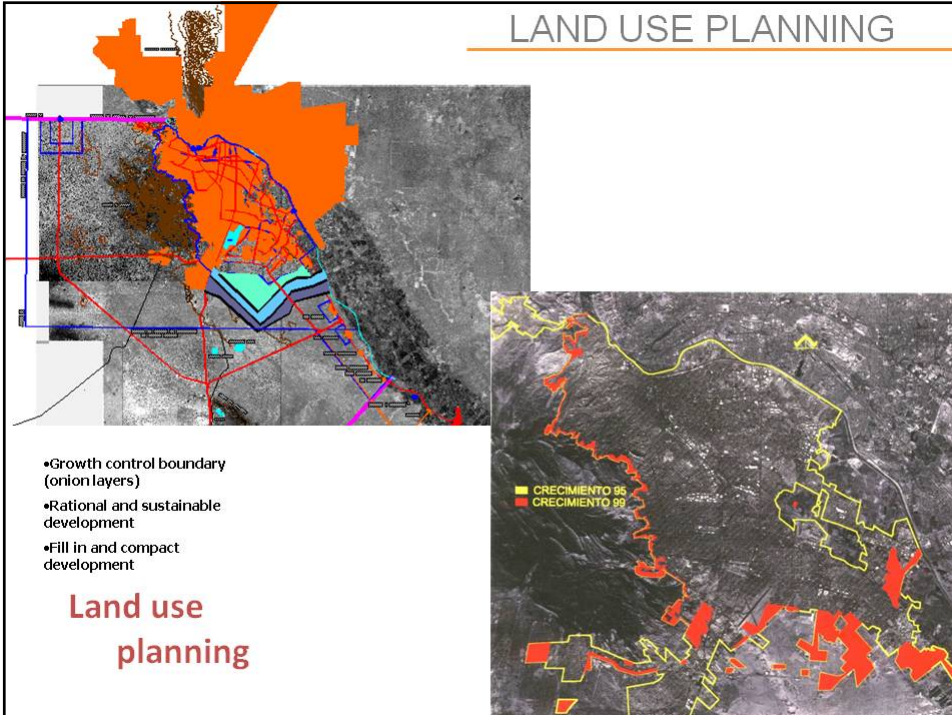 LAND USE PLANNING
CRECIMIENTO 95
CRECIMIENTO 99
•Growth control boundary
(onion layers)
•Rational and sustainable
development
•Fill in and compact
development
Land use
planning